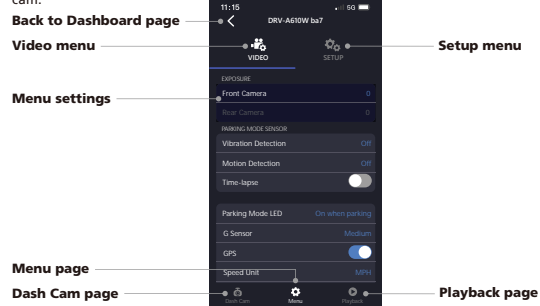 cam.
Back to Dashboard page
Video menu
Menu settings
Menu page
Dash Cam page
Setup menu
Playback page
11:15
5G
DRV-A610W ba7
VIDEO
SETUP
EXPOSURE
Front Camera 0
Rear Camera 0
PARKING MODE SENSOR
Vibration Detection Off
Motion Detection Off
Time-lapse
Parking Mode LED On when parking
G Sensor Medium
GPS
Speed Unit MPH
Dash Cam
Menu
Playback